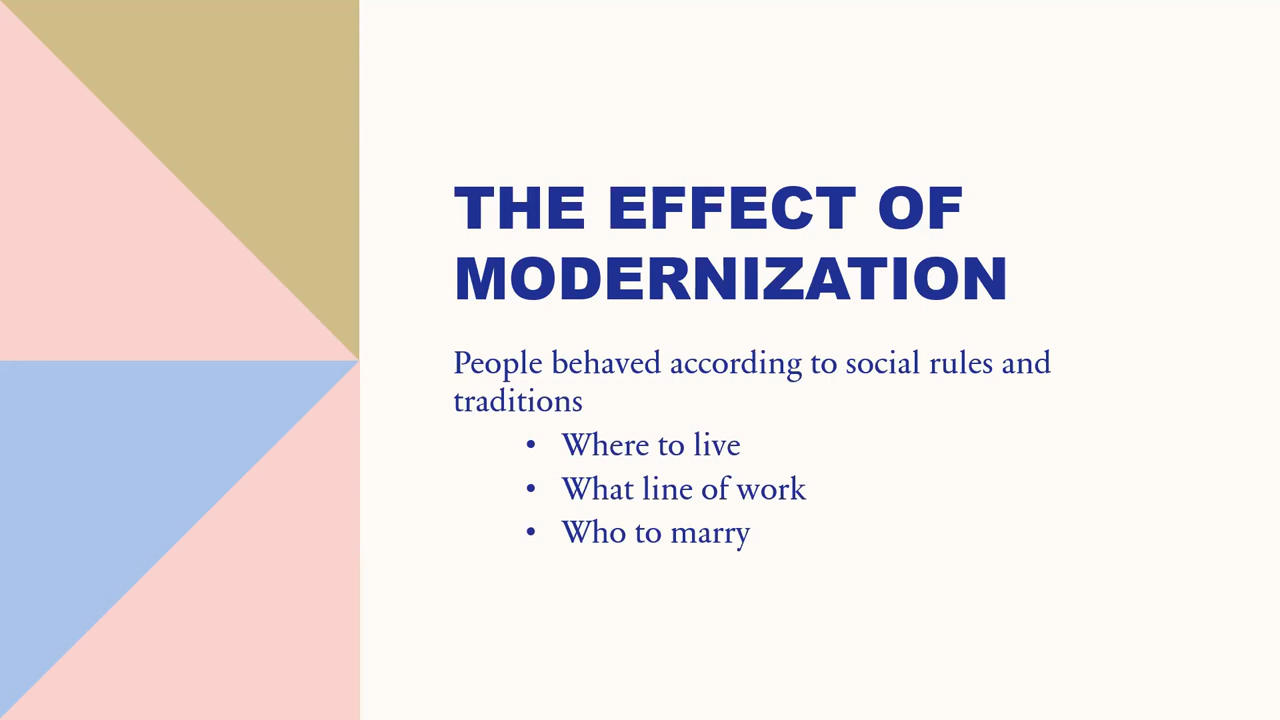 THE EFFECT OF
MODERNIZATION
People behaved according to social rules and
traditions
• Where to live
• What line of work
• Who to marry